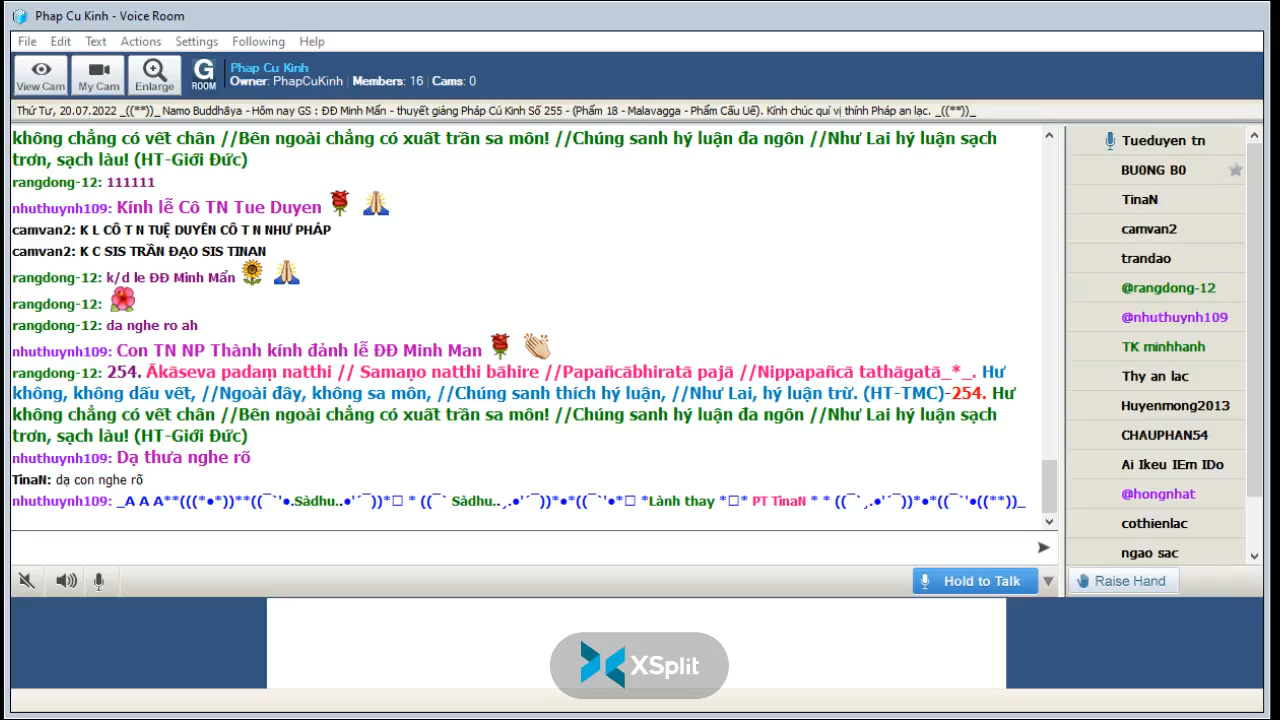 Phap Cu Kinh - Voice Room
File Edit Text Actions Settings Following Help
View Cam My Cam Enlarge G ROOM
Phap Cu Kinh
Owner: PhapCuKinh | Members: 16 | Cams: 0
Thứ Tư, 20.07.2022 _((**))_ Namo Buddhāya - Hôm nay GS : ĐĐ Minh Mẩn - thuyết giảng Pháp Cú Kinh Số 255 - (Phẩm 18 - Malavagga - Phẩm Cấu Uế). Kính chúc quí vị thính Pháp an lạc. _((**))_
không chẳng có vết chân //Bên ngoài chẳng có xuất trần sa môn! //Chúng sanh hý luận đa ngôn //Như Lai hý luận sạch
trơn, sạch làu! (HT-Giới Đức)
rangdong-12: 111111
nhuthuynh109: Kính lễ Cô TN Tue Duyen
camvan2: K L CÔ T N TUỆ DUYÊN CÔ T N NHƯ PHÁP
camvan2: K C SIS TRẦN ĐẠO SIS TINAN
rangdong-12: k/d le ĐĐ Minh Mẩn
rangdong-12:
rangdong-12: da nghe ro ah
nhuthuynh109: Con TN NP Thành kính đảnh lễ ĐĐ Minh Man
rangdong-12: 254. Ākāseva padaṃ natthi // Samaṇo natthi bāhire //Papañcābhiratā pajā //Nippapañcā tathāgatā_*_. Hư
không, không dấu vết, //Ngoài đây, không sa môn, //Chúng sanh thích hý luận, //Như Lai, hý luận trừ. (HT-TMC)-254. Hư
không chẳng có vết chân //Bên ngoài chẳng có xuất trần sa môn! //Chúng sanh hý luận đa ngôn //Như Lai hý luận sạch
trơn, sạch làu! (HT-Giới Đức)
nhuthuynh109: Dạ thưa nghe rõ
TinaN: dạ con nghe rõ
nhuthuynh109: _A A A**(((*●*))**((¯`'●.Sàdhu..●'´¯))*□ * ((¯` Sàdhu..¸.●'´¯))*●*((¯`'●*□ *Lành thay *□* PT TinaN * * ((¯`¸.●'´¯))*●*((¯`'●((**))_
Hold to Talk
Tueduyen tn
BU0NG B0
TinaN
camvan2
trandao
@rangdong-12
@nhuthuynh109
TK minhhanh
Thy an lac
Huyenmong2013
CHAUPHAN54
Ai Ikeu IEm IDo
@hongnhat
cothienlac
ngao sac
Raise Hand
XSplit